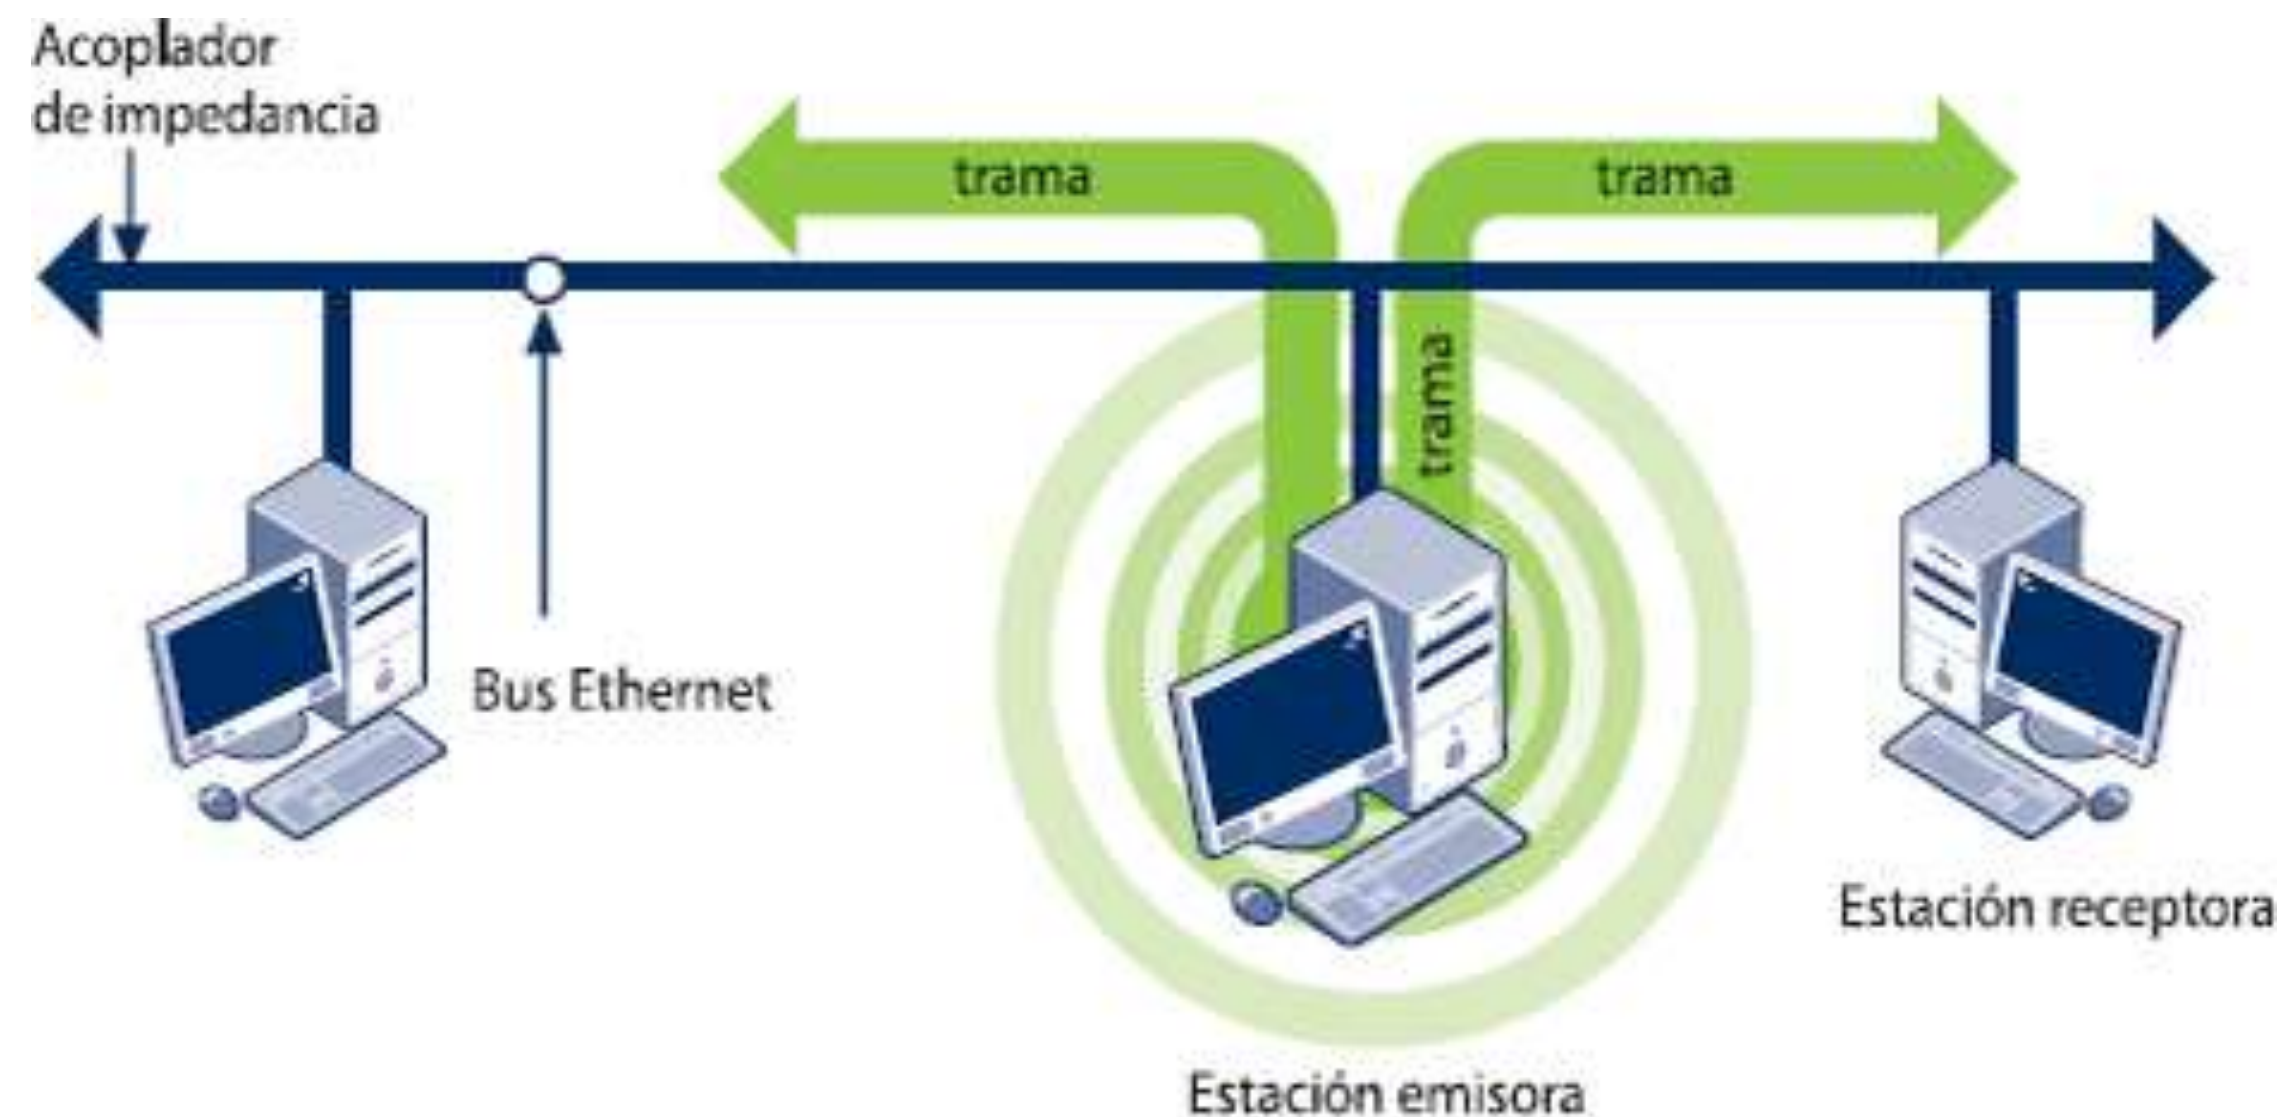 Acoplador
de impedancia
trama
trama
trama
Bus Ethernet
Estación receptora
Estación emisora